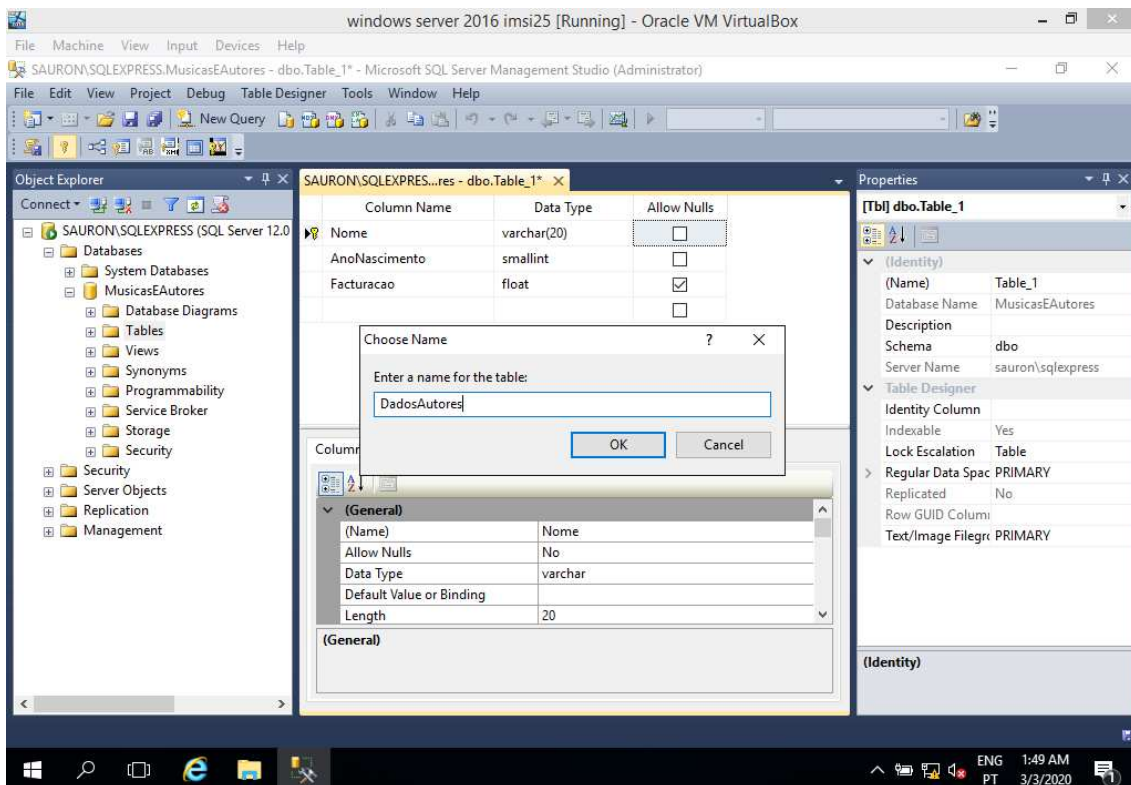 windows server 2016 imsi25 [Running] - Oracle VM VirtualBox
File Machine View Input Devices Help
SAURON\SQLEXPRESS.MusicasEAutores - dbo.Table_1* - Microsoft SQL Server Management Studio (Administrator)
File Edit View Project Debug Table Designer Tools Window Help
New Query
Object Explorer
Connect
SAURON\SQLEXPRESS (SQL Server 12.0
Databases
System Databases
MusicasEAutores
Database Diagrams
Tables
Views
Synonyms
Programmability
Service Broker
Storage
Security
Security
Server Objects
Replication
Management
SAURON\SQLEXPRES...res - dbo.Table_1*
Column Name Data Type Allow Nulls
Nome varchar(20)
AnoNascimento smallint
Facturacao float
Choose Name
Enter a name for the table:
DadosAutores
OK Cancel
Column
(General)
(Name) Nome
Allow Nulls No
Data Type varchar
Default Value or Binding
Length 20
(General)
Properties
[Tbl] dbo.Table_1
(Identity)
(Name) Table_1
Database Name MusicasEAutores
Description
Schema dbo
Server Name sauron\sqlexpress
Table Designer
Identity Column
Indexable Yes
Lock Escalation Table
Regular Data Spac PRIMARY
Replicated No
Row GUID Colum
Text/Image Filegr PRIMARY
(Identity)
ENG 1:49 AM
PT 3/3/2020
1